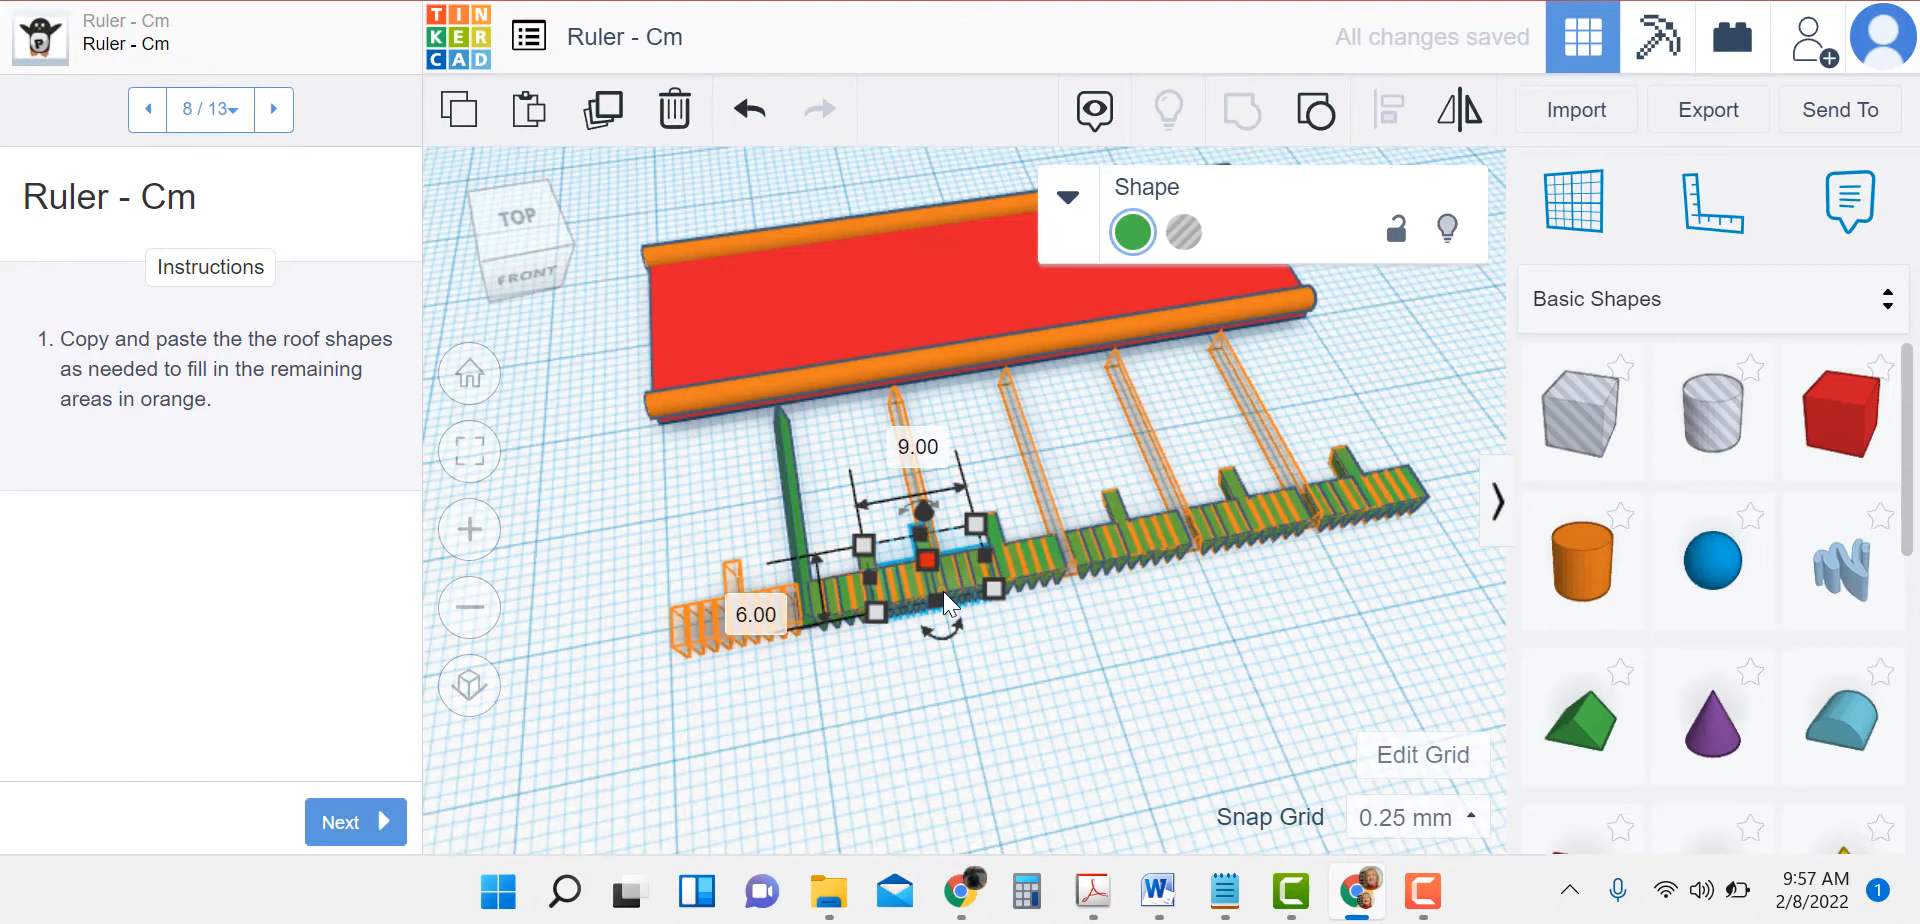 Ruler - Cm
Ruler - Cm
TIN
KER
CAD
Ruler - Cm
All changes saved
8 / 13
Import
Export
Send To
Ruler - Cm
Instructions
1. Copy and paste the the roof shapes
as needed to fill in the remaining
areas in orange.
Next
TOP
FRONT
Shape
9.00
6.00
Edit Grid
Snap Grid
0.25 mm
Basic Shapes
P
W
C
C
9:57 AM
2/8/2022
1